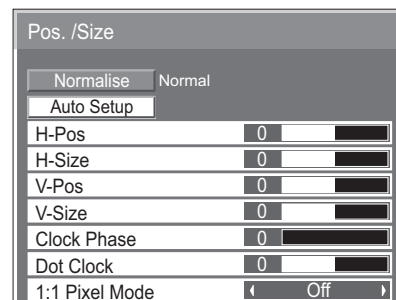 Pos. /Size
Normalise Normal
Auto Setup
H-Pos 0
H-Size 0
V-Pos 0
V-Size 0
Clock Phase 0
Dot Clock 0
1:1 Pixel Mode Off